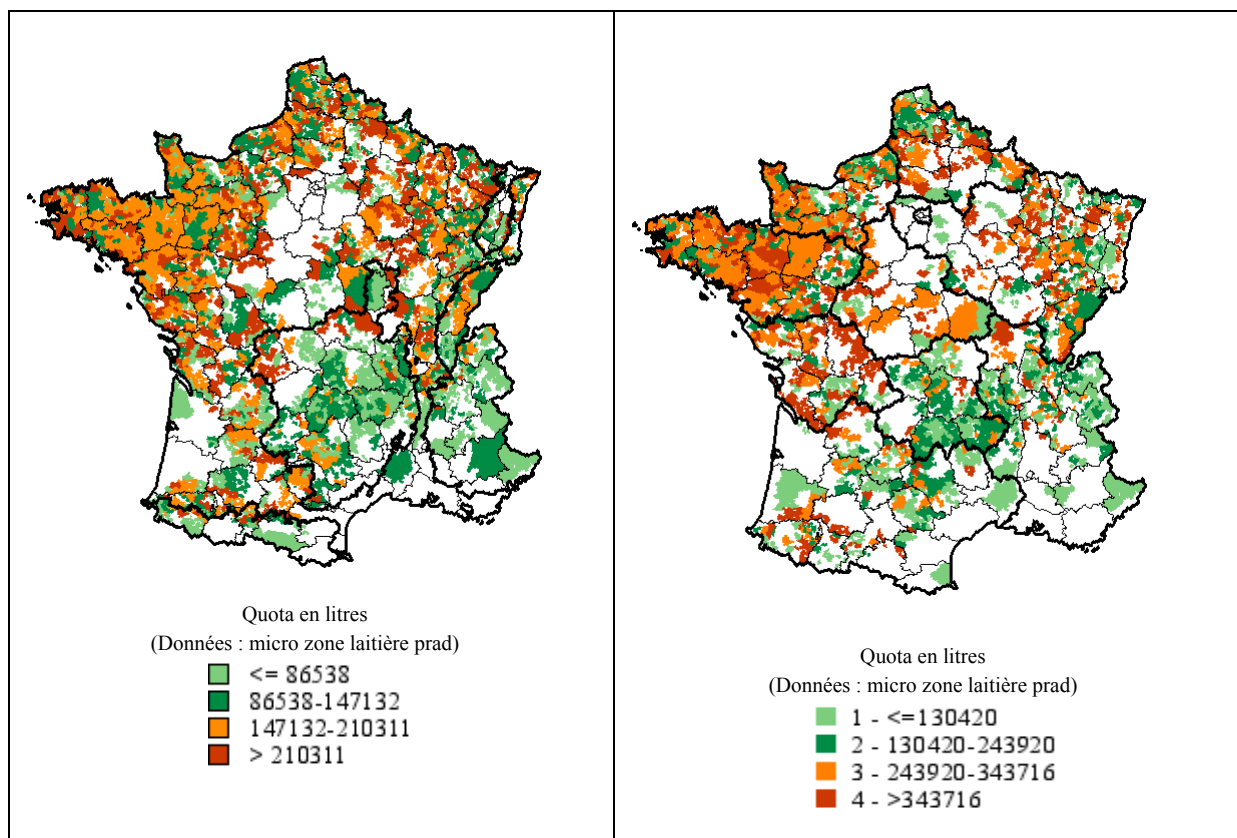 Quota en litres
(Données : micro zone laitière prad)
<= 86538
86538-147132
147132-210311
> 210311
Quota en litres
(Données : micro zone laitière prad)
1 - <=130420
2 - 130420-243920
3 - 243920-343716
4 - >343716